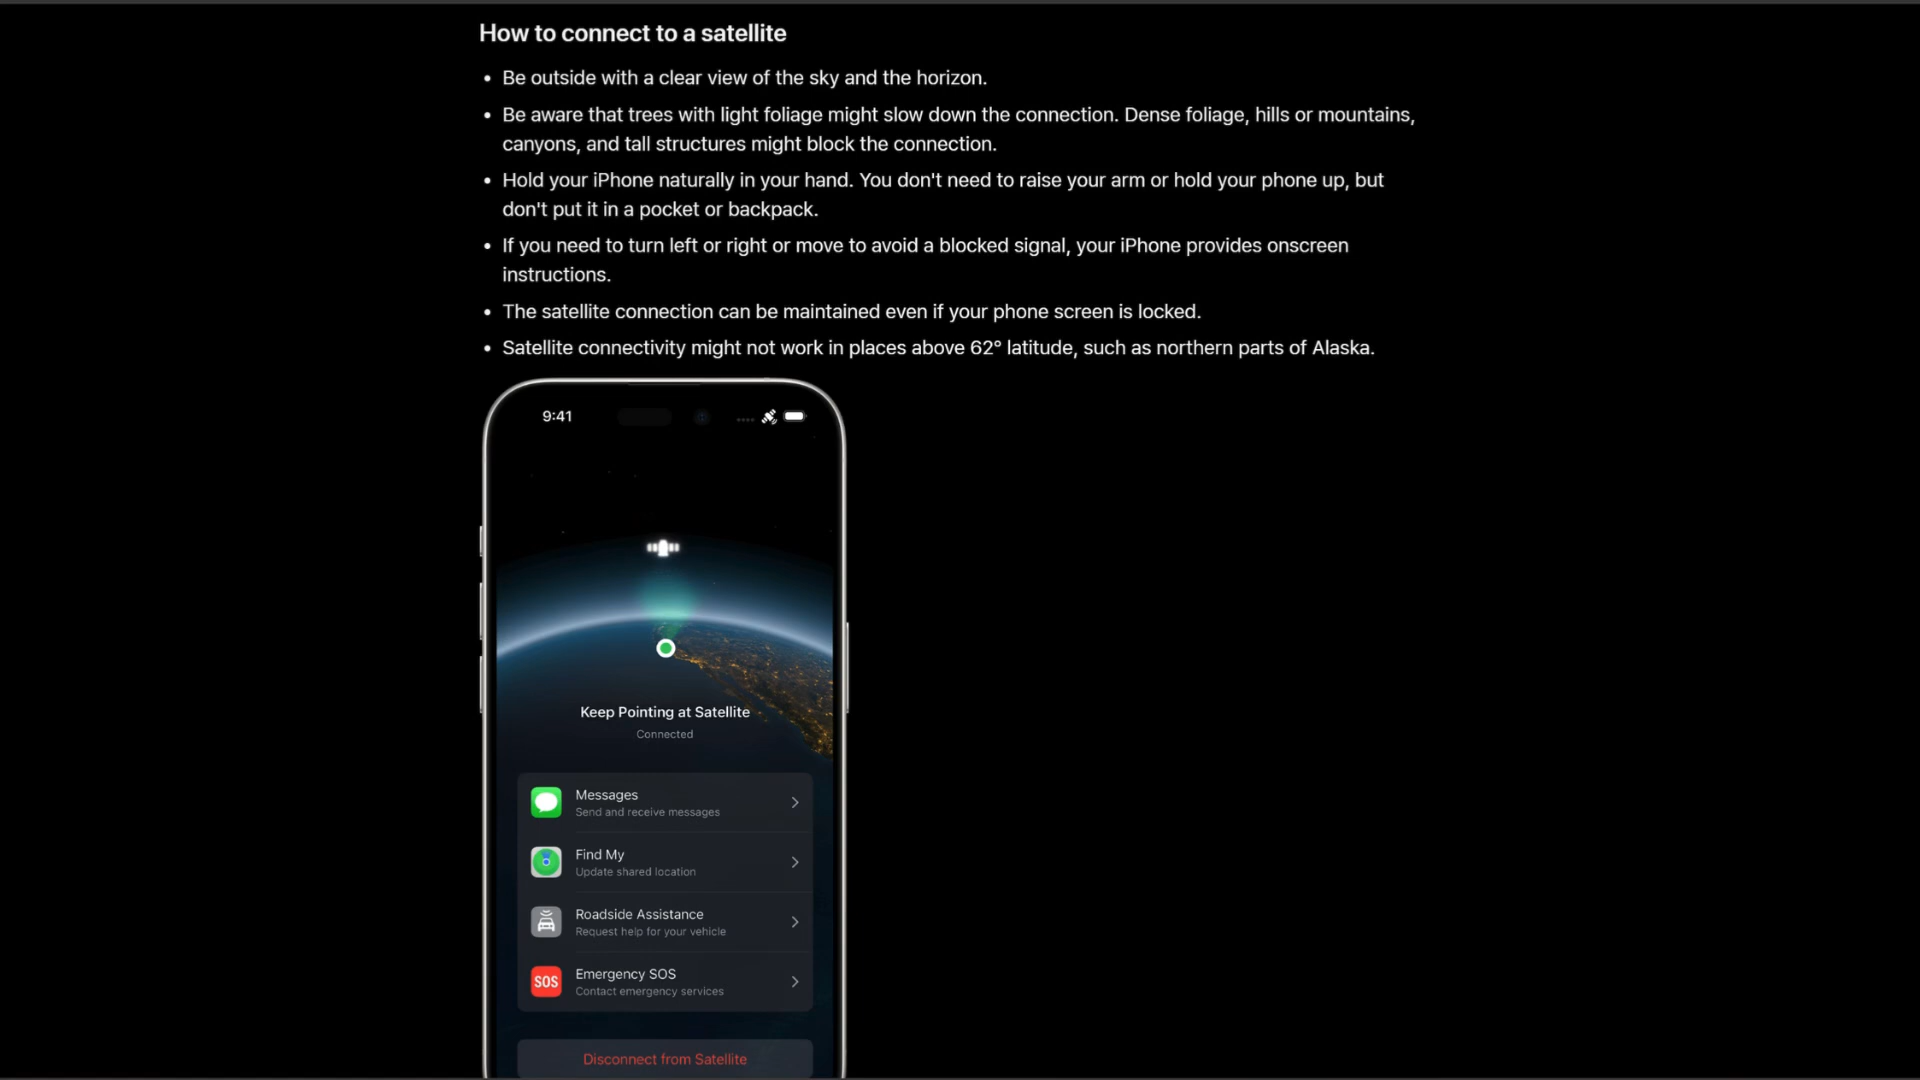 How to connect to a satellite
• Be outside with a clear view of the sky and the horizon.
• Be aware that trees with light foliage might slow down the connection. Dense foliage, hills or mountains,
canyons, and tall structures might block the connection.
• Hold your iPhone naturally in your hand. You don't need to raise your arm or hold your phone up, but
don't put it in a pocket or backpack.
• If you need to turn left or right or move to avoid a blocked signal, your iPhone provides onscreen
instructions.
• The satellite connection can be maintained even if your phone screen is locked.
• Satellite connectivity might not work in places above 62° latitude, such as northern parts of Alaska.
9:41
Keep Pointing at Satellite
Connected
Messages
Send and receive messages
Find My
Update shared location
Roadside Assistance
Request help for your vehicle
SOS
Emergency SOS
Contact emergency services
Disconnect from Satellite